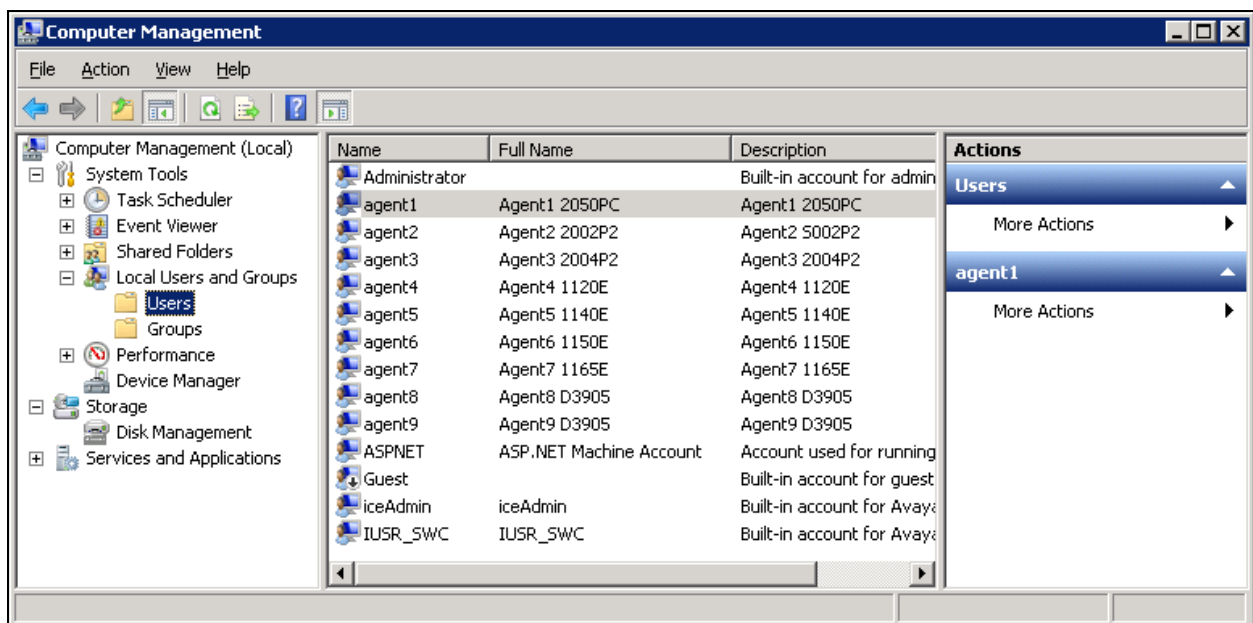 Computer Management
File Action View Help
Computer Management (Local)
System Tools
Task Scheduler
Event Viewer
Shared Folders
Local Users and Groups
Users
Groups
Performance
Device Manager
Storage
Disk Management
Services and Applications
Name Full Name Description
Administrator Built-in account for admin
agent1 Agent1 2050PC Agent1 2050PC
agent2 Agent2 2002P2 Agent2 S002P2
agent3 Agent3 2004P2 Agent3 2004P2
agent4 Agent4 1120E Agent4 1120E
agent5 Agent5 1140E Agent5 1140E
agent6 Agent6 1150E Agent6 1150E
agent7 Agent7 1165E Agent7 1165E
agent8 Agent8 D3905 Agent8 D3905
agent9 Agent9 D3905 Agent9 D3905
ASPNET ASP.NET Machine Account Account used for running
Guest Built-in account for guest
iceAdmin iceAdmin Built-in account for Avaya
IUSR_SWC IUSR_SWC Built-in account for Avaya
Actions
Users
More Actions
agent1
More Actions